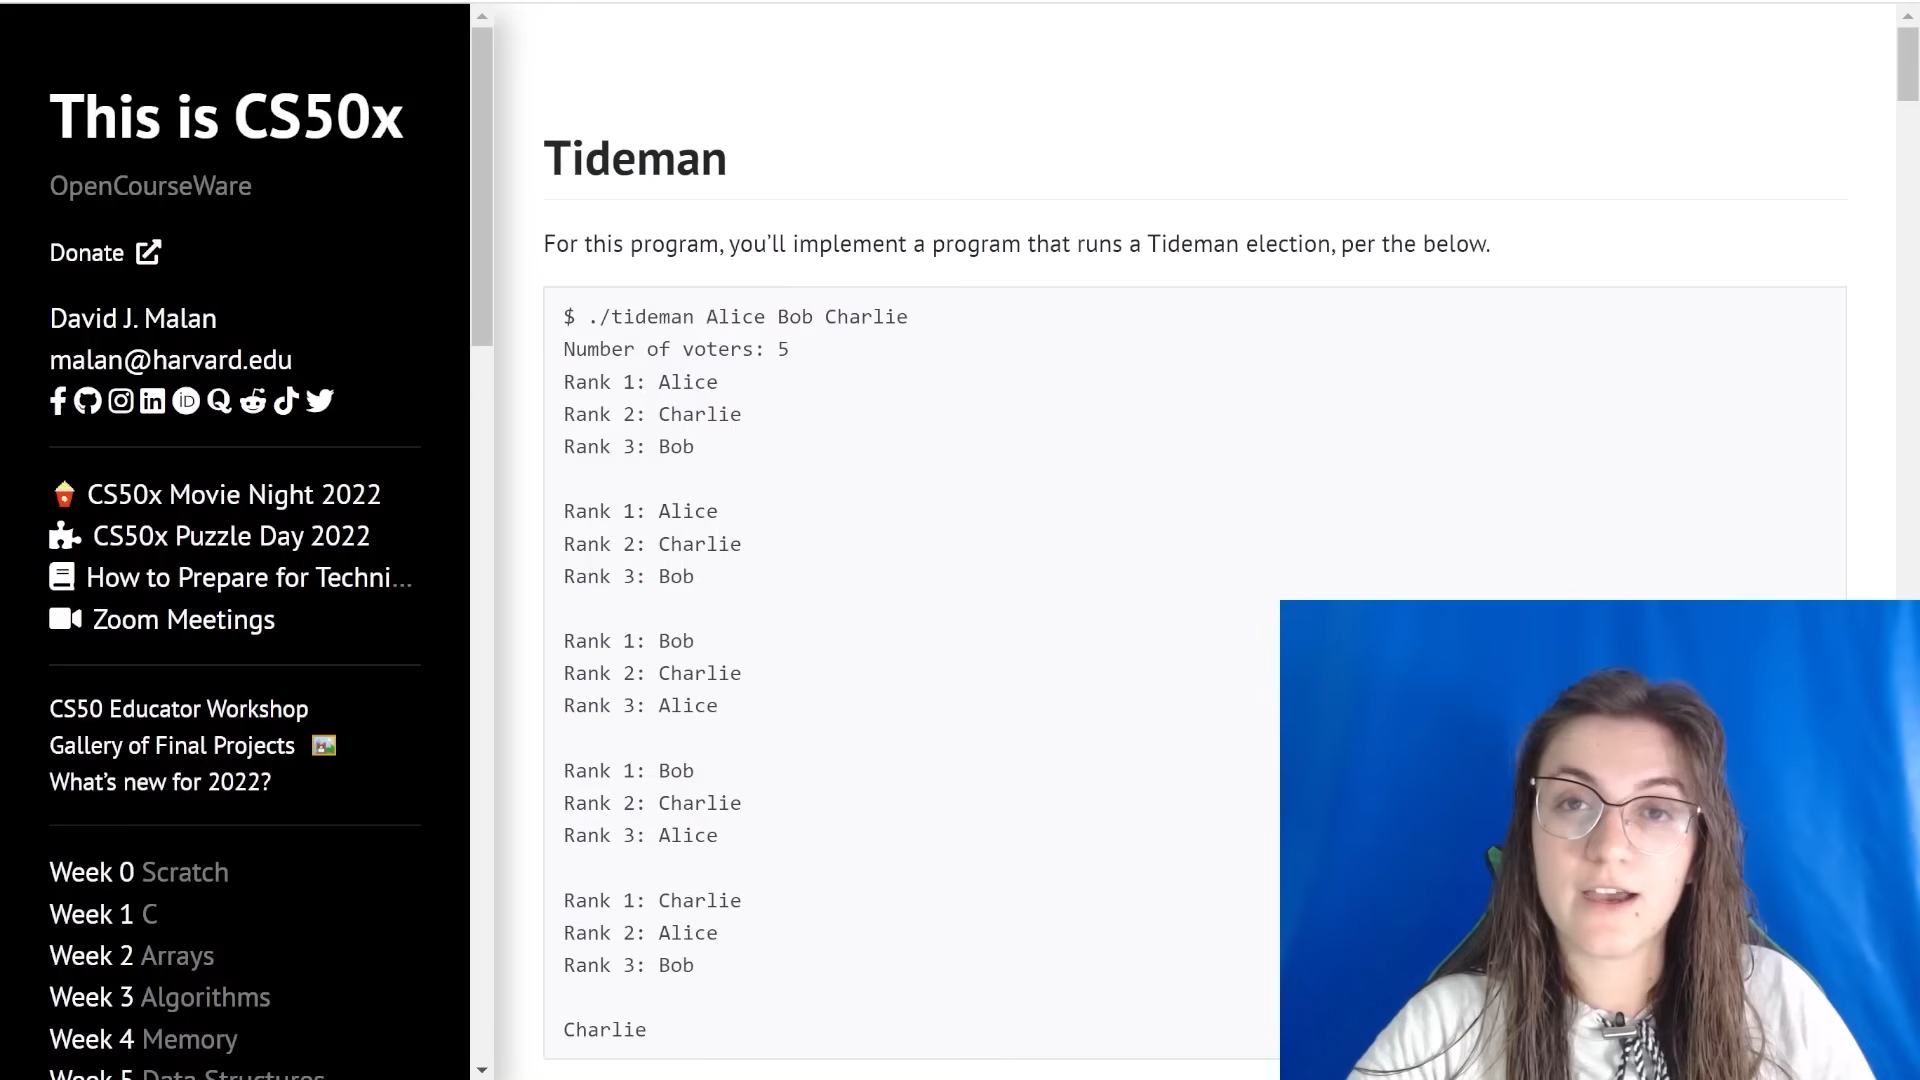 This is CS50x
OpenCourseWare
Donate
David J. Malan
malan@harvard.edu
CS50x Movie Night 2022
CS50x Puzzle Day 2022
How to Prepare for Techni...
Zoom Meetings
CS50 Educator Workshop
Gallery of Final Projects
What's new for 2022?
Week 0 Scratch
Week 1 C
Week 2 Arrays
Week 3 Algorithms
Week 4 Memory
Week 5 Data Structures
Tideman
For this program, you’ll implement a program that runs a Tideman election, per the below.
$ ./tideman Alice Bob Charlie
Number of voters: 5
Rank 1: Alice
Rank 2: Charlie
Rank 3: Bob
Rank 1: Alice
Rank 2: Charlie
Rank 3: Bob
Rank 1: Bob
Rank 2: Charlie
Rank 3: Alice
Rank 1: Bob
Rank 2: Charlie
Rank 3: Alice
Rank 1: Charlie
Rank 2: Alice
Rank 3: Bob
Charlie